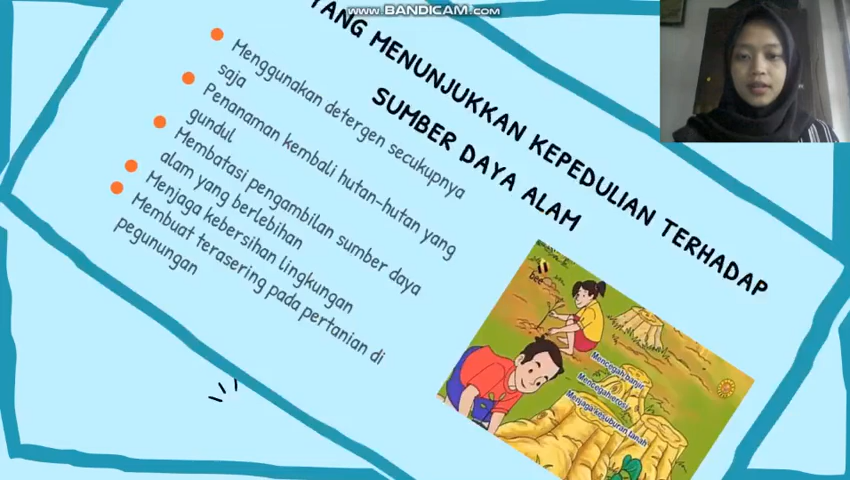 www.BANDICAM.com
YANG MENUNJUKKAN KEPEDULIAN TERHADAP
SUMBER DAYA ALAM
Menggunakan detergen secukupnya
saja
Penanaman kembali hutan-hutan yang
gundul
Membatasi pengambilan sumber daya
alam yang berlebihan
Menjaga kebersihan lingkungan
Membuat terasering pada pertanian di
pegunungan
bee
Mencegah banjir
Mencegah erosi
Menjaga kesuburan tanah